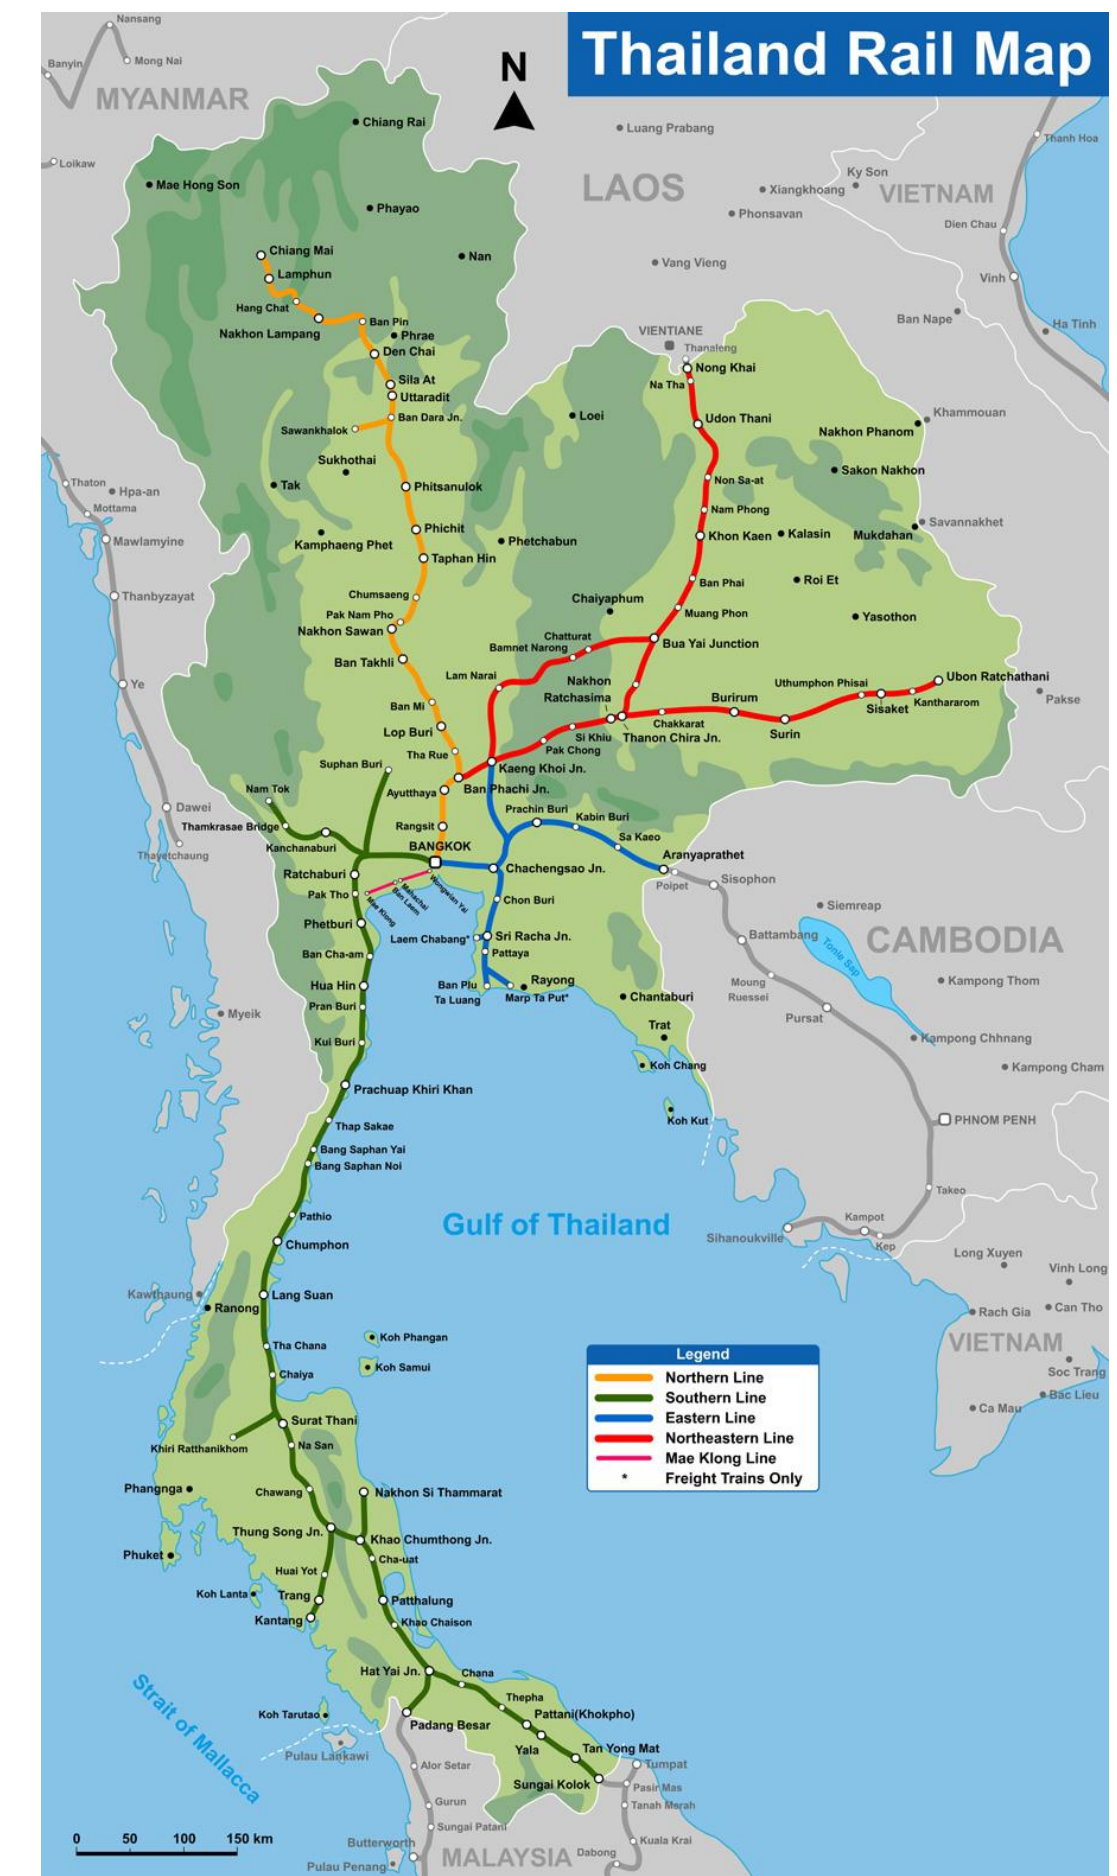 Thailand Rail Map
N
Nansang
Banyin
Mong Nai
MYANMAR
Chiang Rai
Luang Prabang
Thanh Hoa
Loikaw
Mae Hong Son
LAOS
Ky Son
Xiangkhoang
VIETNAM
Phayao
Phonsavan
Dien Chau
Chiang Mai
Nan
Vang Vieng
Lamphun
Vinh
Hang Chat
Ban Pin
Ban Nape
Ha Tinh
Nakhon Lampang
Phrae
VIENTIANE
Thanaleng
Den Chai
Nong Khai
Na Tha
Sila At
Uttaradit
Ban Dara Jn.
Loei
Udon Thani
Khammouan
Sawankhalok
Nakhon Phanom
Sukhothai
Sakon Nakhon
Thaton
Hpa-an
Tak
Phitsanulok
Non Sa-at
Mottama
Nam Phong
Savannakhet
Phichit
Khon Kaen
Kalasin
Mukdahan
Mawlamyine
Kamphaeng Phet
Phetchabun
Taphan Hin
Ban Phai
Roi Et
Thanbyzayat
Chumsaeng
Chaiyaphum
Muang Phon
Pak Nam Pho
Yasothon
Nakhon Sawan
Chatturat
Bamnet Narong
Bua Yai Junction
Ban Takhli
Lam Narai
Nakhon
Ratchasima
Ubon Ratchathani
Uthumphon Phisai
Ye
Burirum
Sisaket
Kanthararom
Pakse
Ban Mi
Chakkarat
Lop Buri
Si Khiu
Thanon Chira Jn.
Surin
Tha Rue
Pak Chong
Suphan Buri
Kaeng Khoi Jn.
Nam Tok
Ayutthaya
Ban Phachi Jn.
Dawei
Prachin Buri
Kabin Buri
Thamkrasae Bridge
Rangsit
Sa Kaeo
Kanchanaburi
BANGKOK
Thayetchaung
Aranyaprathet
Ratchaburi
Chachengsao Jn.
Poipet
Sisophon
Pak Tho
Mae Klong
Ban Laem
Mahachai
Wongwian Yai
Chon Buri
Siemreap
Phetburi
Laem Chabang*
Sri Racha Jn.
Battambang
Tonle Sap
CAMBODIA
Ban Cha-am
Pattaya
Hua Hin
Ban Plu
Ta Luang
Rayong
Marp Ta Put*
Moung
Ruessei
Kampong Thom
Pran Buri
Chantaburi
Myeik
Pursat
Kui Buri
Trat
Kampong Chhnang
Koh Chang
Kampong Cham
Prachuap Khiri Khan
Koh Kut
PHNOM PENH
Thap Sakae
Bang Saphan Yai
Bang Saphan Noi
Takeo
Pathio
Gulf of Thailand
Kampot
Sihanoukville
Kep
Chumphon
Long Xuyen
Vinh Long
Kawthaung
Lang Suan
Ranong
Rach Gia
Can Tho
Koh Phangan
Tha Chana
VIETNAM
Koh Samui
Chaiya
Soc Trang
Bac Lieu
Ca Mau
Surat Thani
Khiri Ratthanikhom
Na San
Legend
Northern Line
Southern Line
Eastern Line
Northeastern Line
Mae Klong Line
* Freight Trains Only
Phangnga
Chawang
Nakhon Si Thammarat
Thung Song Jn.
Khao Chumthong Jn.
Phuket
Cha-uat
Huai Yot
Koh Lanta
Trang
Patthalung
Kantang
Khao Chaison
Hat Yai Jn.
Chana
Strait of Mallacca
Koh Tarutao
Thepha
Padang Besar
Pattani(Khokpho)
Pulau Lankawi
Yala
Tan Yong Mat
Alor Setar
Sungai Kolok
Tumpat
Pasir Mas
Gurun
Tanah Merah
Sungai Patani
0 50 100 150 km
Butterworth
Kuala Krai
Pulau Penang
MALAYSIA
Dabong